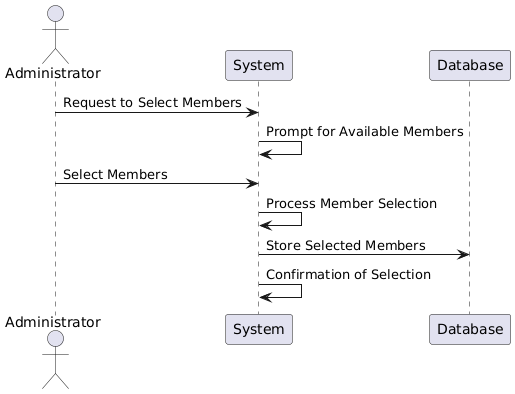 Administrator
System
Database
Request to Select Members
Prompt for Available Members
Select Members
Process Member Selection
Store Selected Members
Confirmation of Selection
Administrator
System
Database